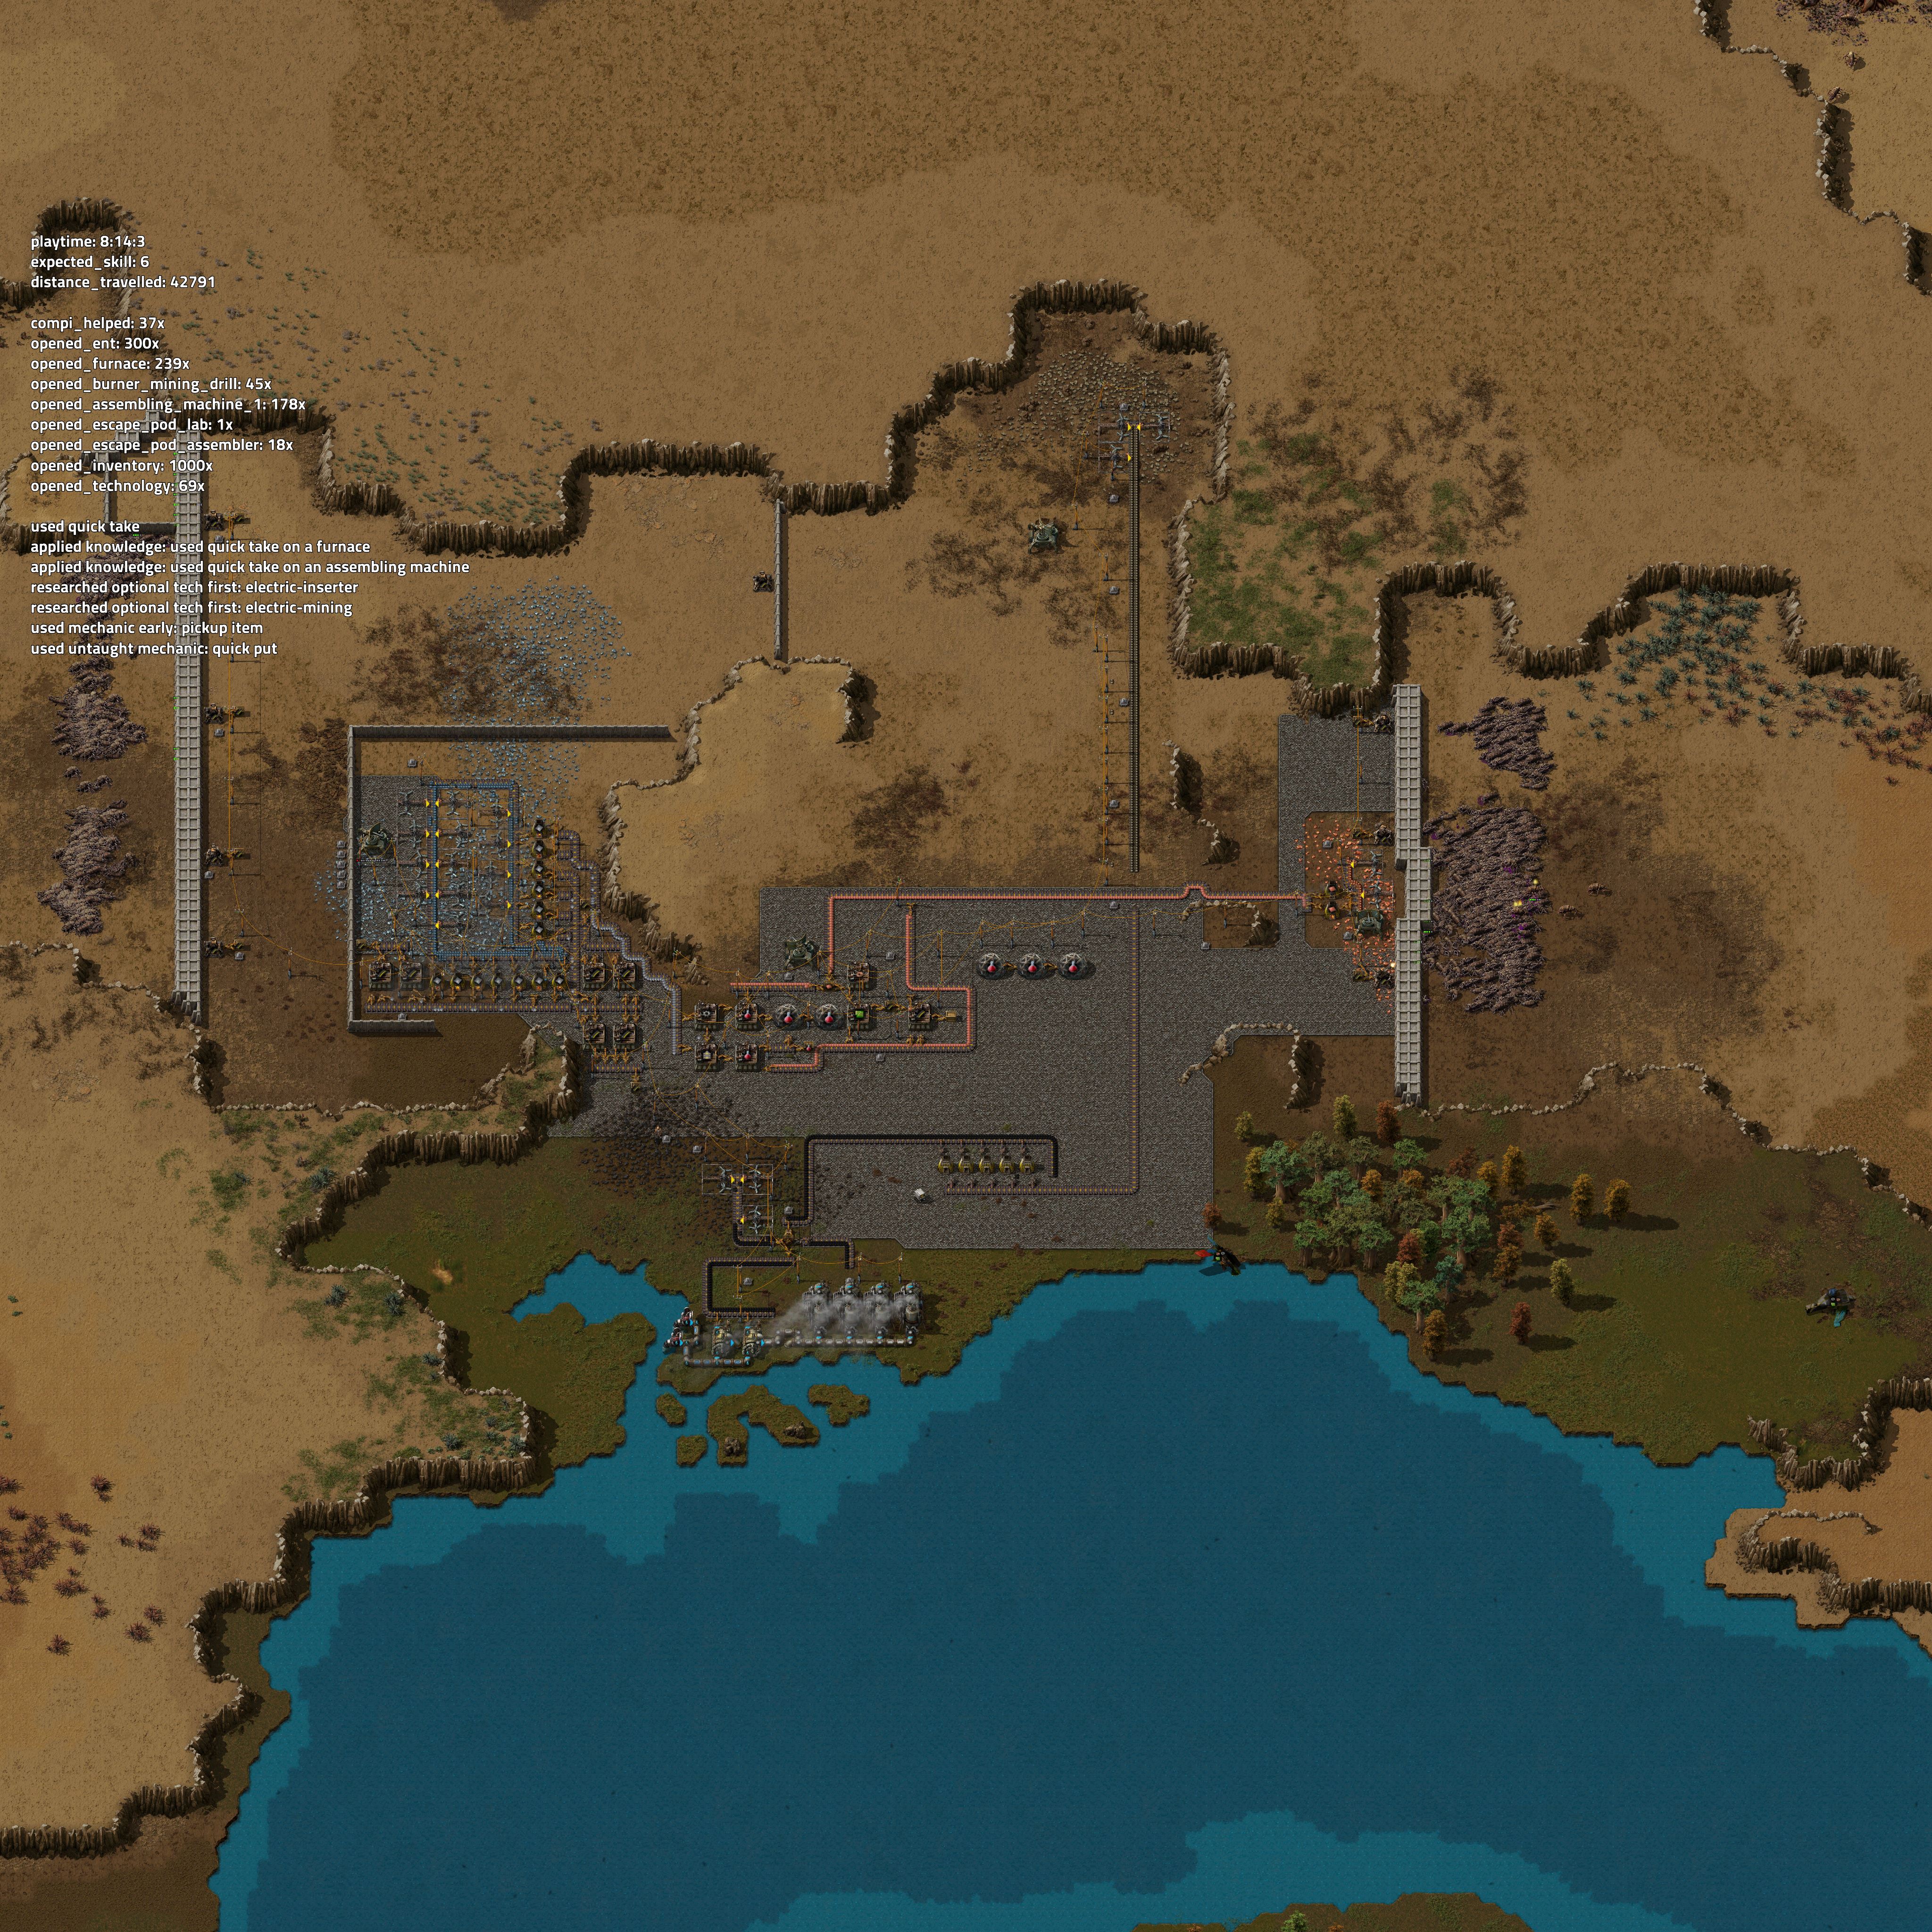 playtime: 8:14:3
expected_skill: 6
distance_travelled: 42791
compi_helped: 37x
opened_ent: 300x
opened_furnace: 239x
opened_burner_mining_drill: 45x
opened_assembling_machine_1: 178x
opened_escape_pod_lab: 1x
opened_escape_pod_assembler: 18x
opened_inventory: 1000x
opened_technology: 69x
used quick take
applied knowledge: used quick take on a furnace
applied knowledge: used quick take on an assembling machine
researched optional tech first: electric-inserter
researched optional tech first: electric-mining
used mechanic early: pickup item
used untaught mechanic: quick put